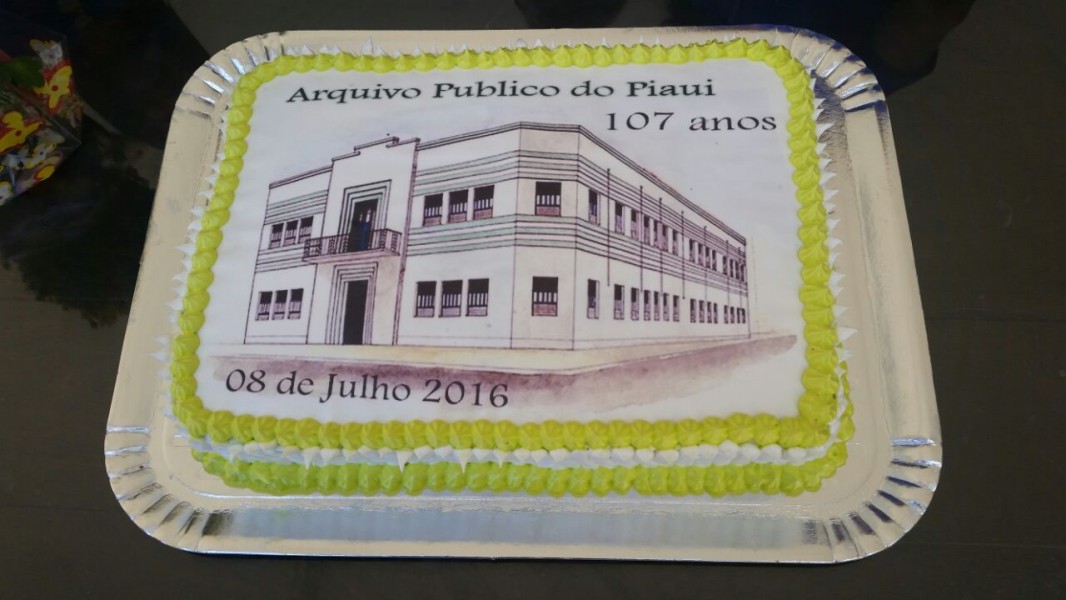 Arquivo Publico do Piaui
107 anos
08 de Julho 2016